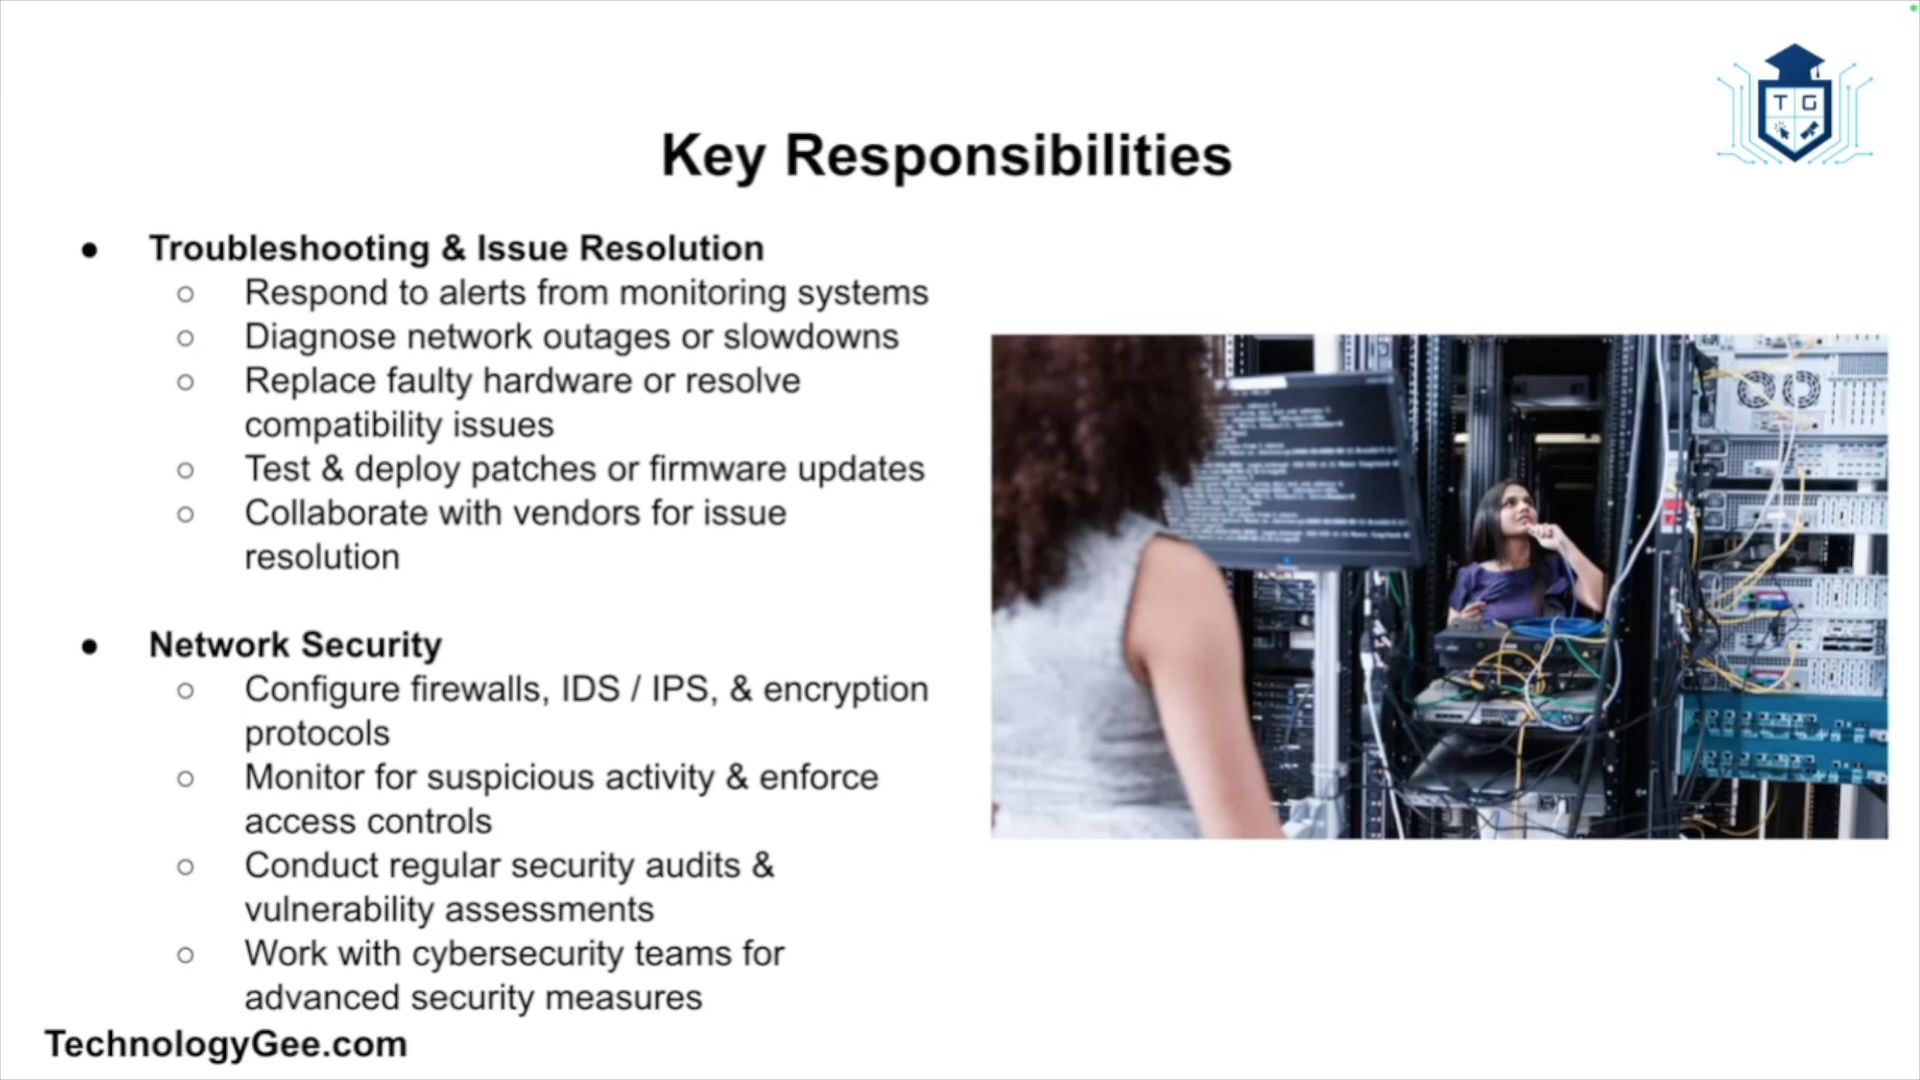 T G
Key Responsibilities
● Troubleshooting & Issue Resolution
○ Respond to alerts from monitoring systems
○ Diagnose network outages or slowdowns
○ Replace faulty hardware or resolve
compatibility issues
○ Test & deploy patches or firmware updates
○ Collaborate with vendors for issue
resolution
● Network Security
○ Configure firewalls, IDS / IPS, & encryption
protocols
○ Monitor for suspicious activity & enforce
access controls
○ Conduct regular security audits &
vulnerability assessments
○ Work with cybersecurity teams for
advanced security measures
TechnologyGee.com